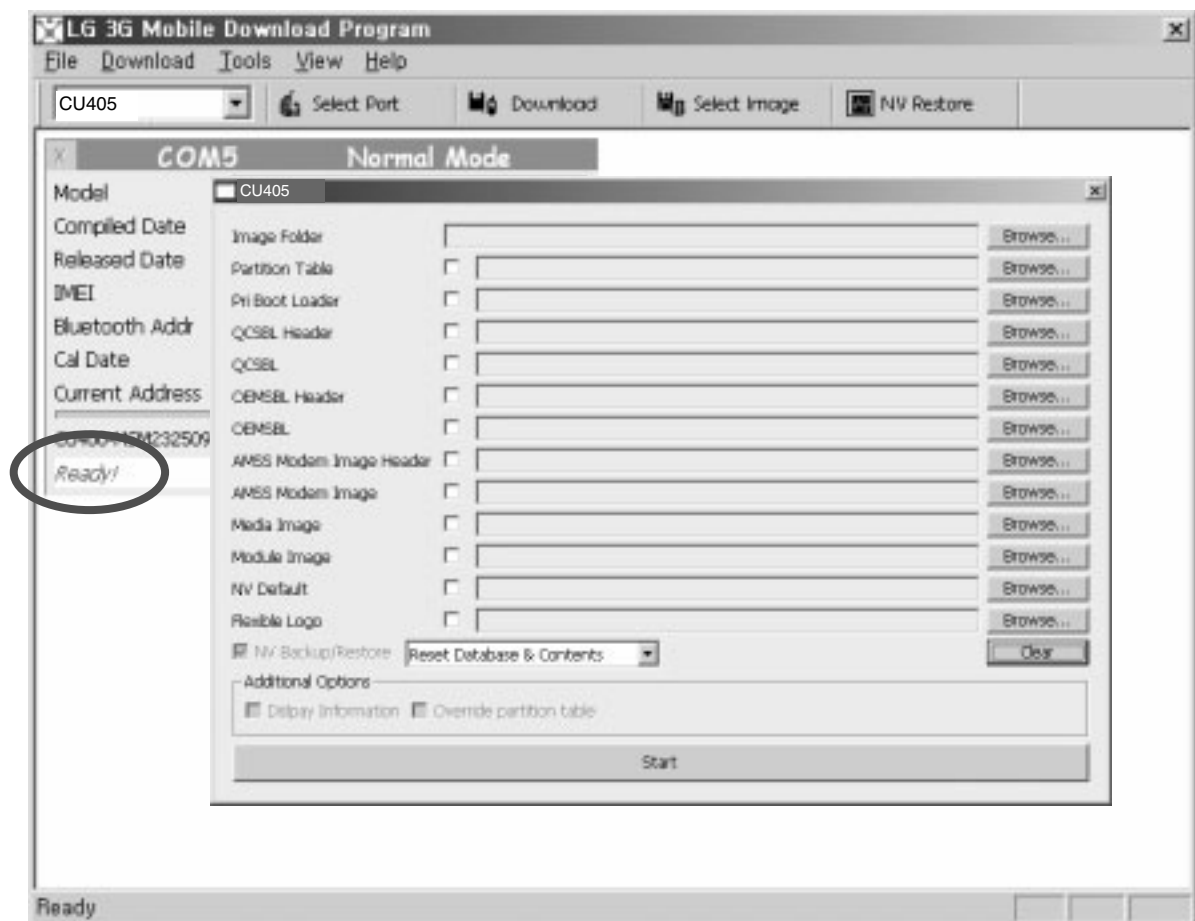 LG 3G Mobile Download Program
File Download Tools View Help
CU405 Select Port Download Select Image NV Restore
COM5 Normal Mode
Model
Compiled Date
Released Date
IMEI
Bluetooth Addr
Cal Date
Current Address
Ready!
CU405
Image Folder Browse...
Partition Table Browse...
Pri Boot Loader Browse...
QCSBL Header Browse...
QCSBL Browse...
OEMSBL Header Browse...
OEMSBL Browse...
AMSS Modem Image Header Browse...
AMSS Modem Image Browse...
Media Image Browse...
Module Image Browse...
NV Default Browse...
Flexible Logo Browse...
NV Backup/Restore Reset Database & Contents Clear
Additional Options
Dislpay Information Override partition table
Start
Ready